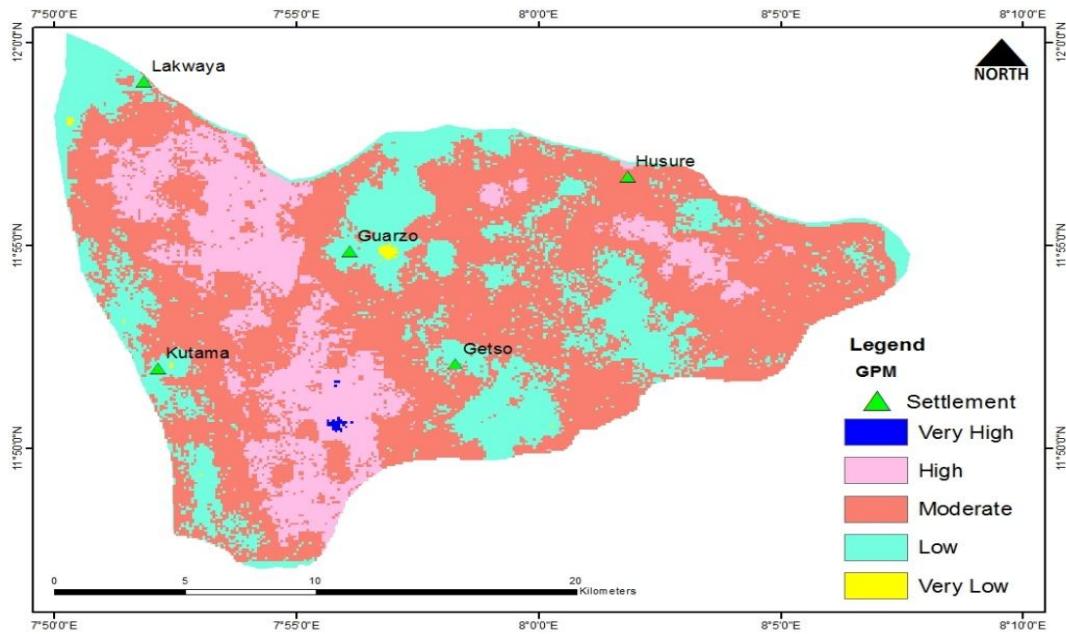 7°50'0"E 7°55'0"E 8°0'0"E 8°5'0"E 8°10'0"E
12°0'0"N 12°0'0"N
NORTH
Lakwaya
Husure
Guarzo
11°55'0"N 11°55'0"N
Kutama
Getso
Legend
GPM
Settlement
Very High
11°50'0"N 11°50'0"N
High
Moderate
Low
Very Low
0 5 10 20
Kilometers
7°50'0"E 7°55'0"E 8°0'0"E 8°5'0"E 8°10'0"E